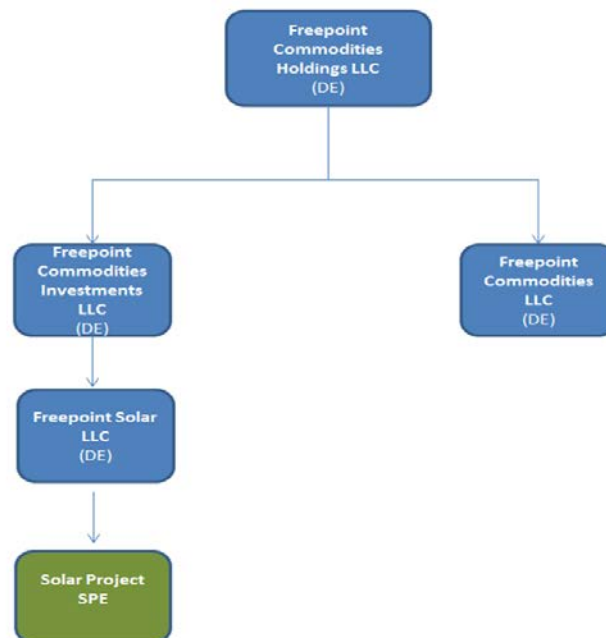 Freepoint
Commodities
Holdings LLC
(DE)
Freepoint
Commodities
Investments
LLC
(DE)
Freepoint
Commodities
LLC
(DE)
Freepoint Solar
LLC
(DE)
Solar Project
SPE